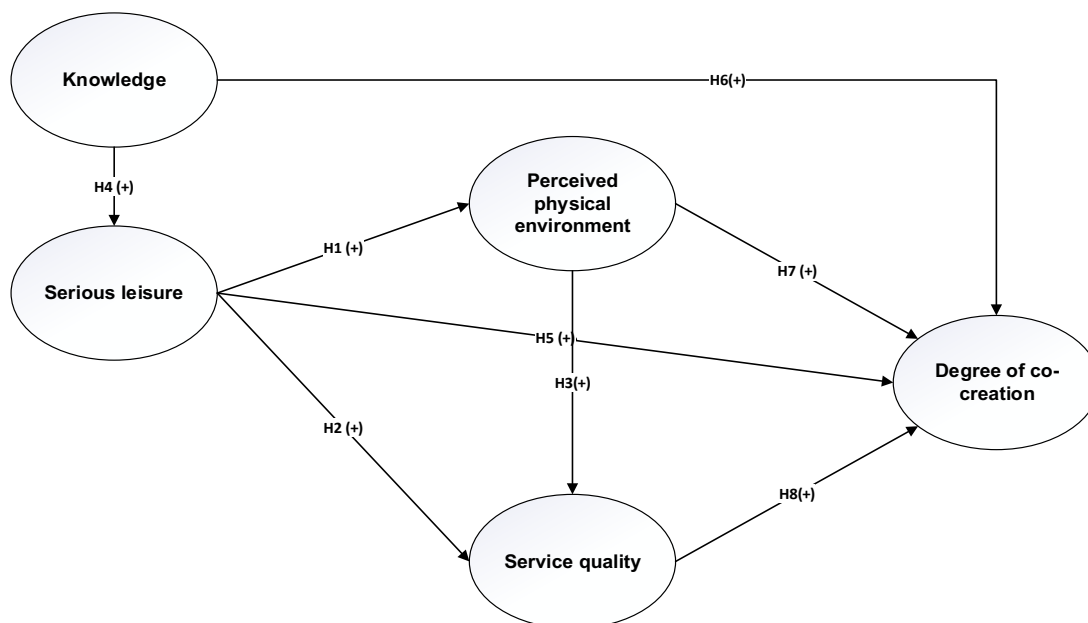 Knowledge
H6(+)
H4 (+)
Perceived
physical
environment
H1 (+)
Serious leisure
H7 (+)
H5 (+)
H3(+)
Degree of co-
creation
H2 (+)
H8(+)
Service quality